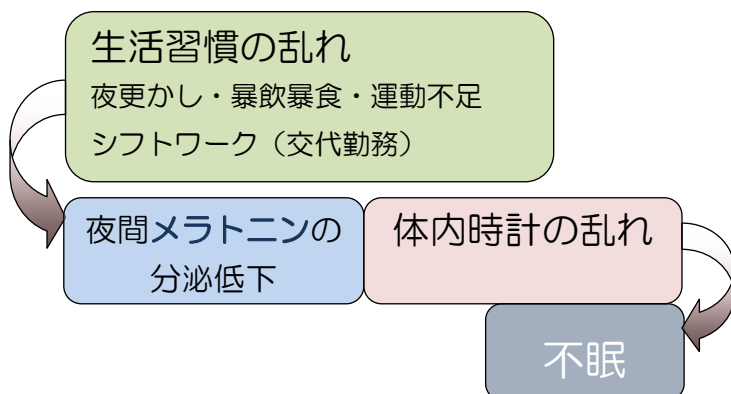 生活習慣の乱れ
夜更かし・暴飲暴食・運動不足
シフトワーク（交代勤務）
夜間メラトニンの
分泌低下
体内時計の乱れ
不眠